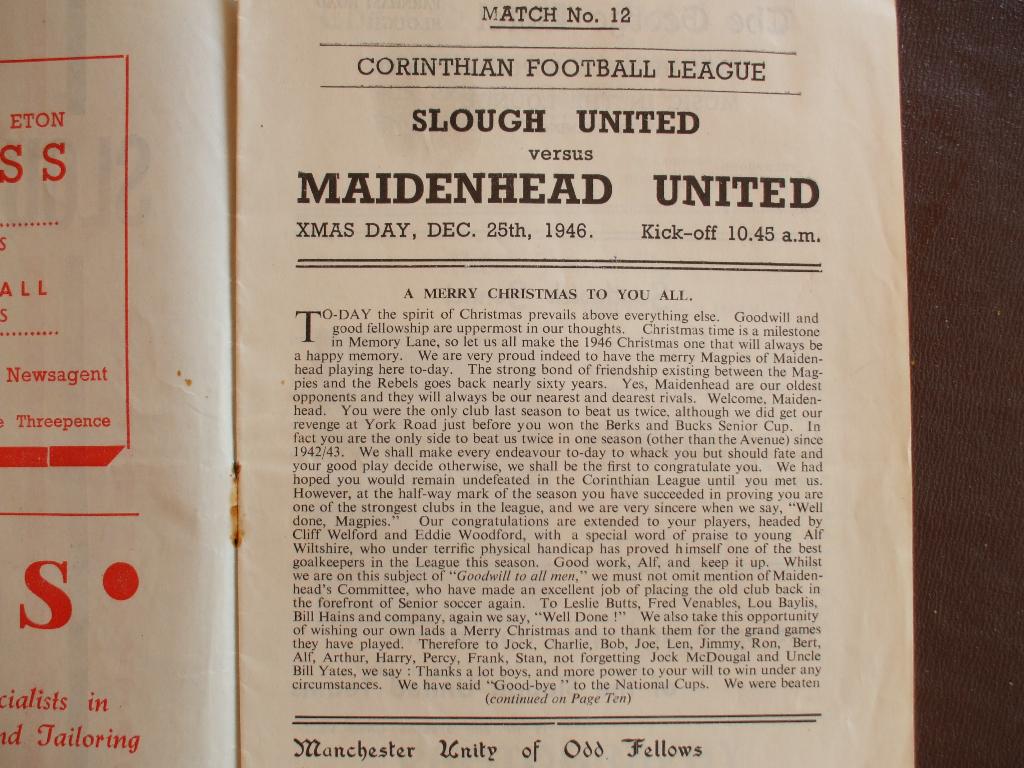 ETON
SS
S
ALL
S
Newsagent
Threepence
S
cialists in
nd Tailoring
MATCH No. 12
CORINTHIAN FOOTBALL LEAGUE
SLOUGH UNITED
versus
MAIDENHEAD UNITED
XMAS DAY, DEC. 25th, 1946. Kick-off 10.45 a.m.
A MERRY CHRISTMAS TO YOU ALL.
TO-DAY the spirit of Christmas prevails above everything else. Goodwill and
good fellowship are uppermost in our thoughts. Christmas time is a milestone
in Memory Lane, so let us all make the 1946 Christmas one that will always be
a happy memory. We are very proud indeed to have the merry Magpies of Maiden-
head playing here to-day. The strong bond of friendship existing between the Mag-
pies and the Rebels goes back nearly sixty years. Yes, Maidenhead are our oldest
opponents and they will always be our nearest and dearest rivals. Welcome, Maiden-
head. You were the only club last season to beat us twice, although we did get our
revenge at York Road just before you won the Berks and Bucks Senior Cup. In
fact you are the only side to beat us twice in one season (other than the Avenue) since
1942/43. We shall make every endeavour to-day to whack you but should fate and
your good play decide otherwise, we shall be the first to congratulate you. We had
hoped you would remain undefeated in the Corinthian League until you met us.
However, at the half-way mark of the season you have succeeded in proving you are
one of the strongest clubs in the league, and we are very sincere when we say, “Well
done, Magpies.” Our congratulations are extended to your players, headed by
Cliff Welford and Eddie Woodford, with a special word of praise to young Alf
Wiltshire, who under terrific physical handicap has proved himself one of the best
goalkeepers in the League this season. Good work, Alf, and keep it up. Whilst
we are on this subject of “Goodwill to all men,” we must not omit mention of Maiden-
head’s Committee, who have made an excellent job of placing the old club back in
the forefront of Senior soccer again. To Leslie Butts, Fred Venables, Lou Baylis,
Bill Hains and company, again we say, “Well Done !” We also take this opportunity
of wishing our own lads a Merry Christmas and to thank them for the grand games
they have played. Therefore to Jock, Charlie, Bob, Joe, Len, Jimmy, Ron, Bert,
Alf, Arthur, Harry, Percy, Frank, Stan, not forgetting Jock McDougal and Uncle
Bill Yates, we say : Thanks a lot boys, and more power to your will to win under any
circumstances. We have said “Good-bye” to the National Cups. We were beaten
(continued on Page Ten)
Manchester Unity of Odd Fellows